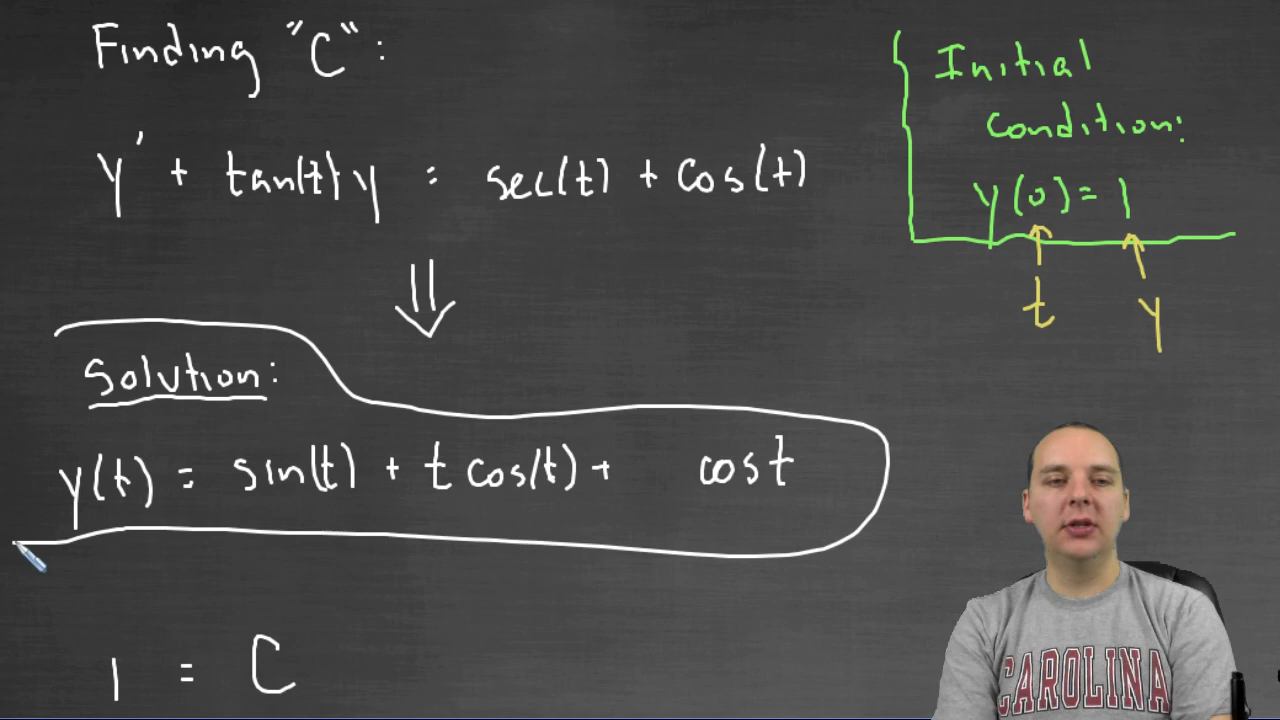 Finding "C":
y' + tan(t)y = sec(t) + cos(t)
Initial
condition:
y(0) = 1
t
y
⇓
Solution:
y(t) = sin(t) + t cos(t) + cost
1 = C
CAROLINA